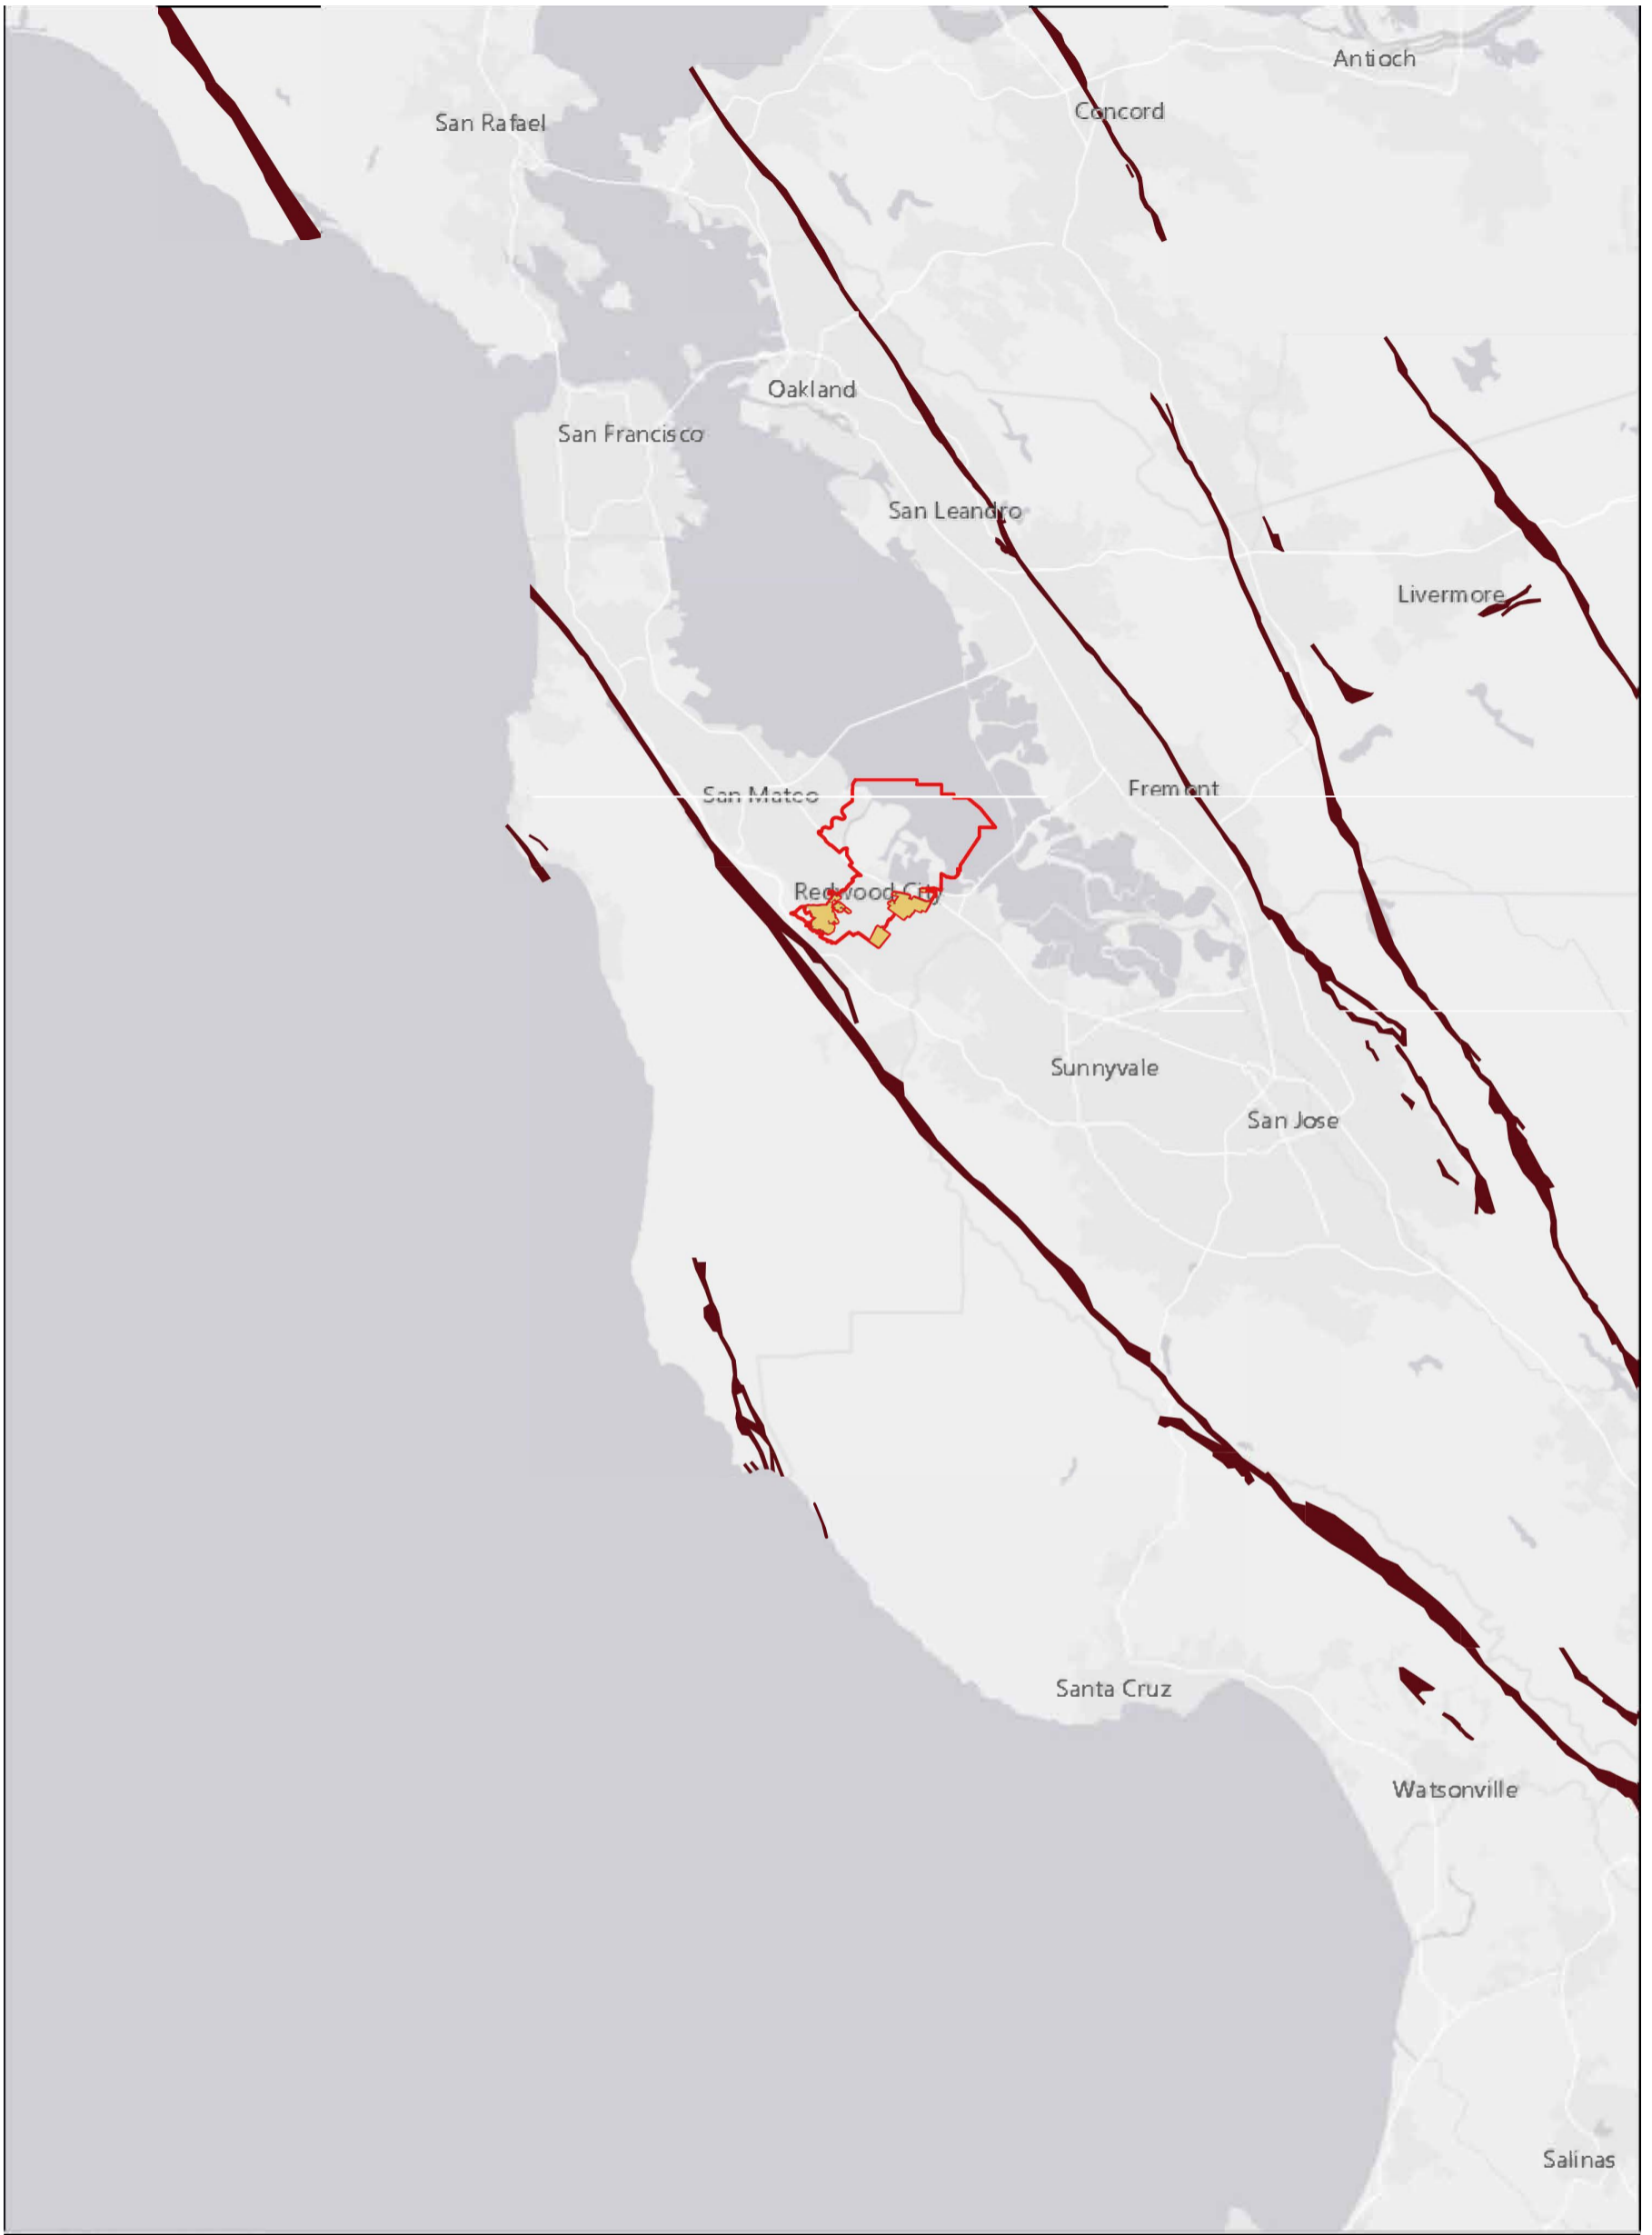 Antioch
Concord
San Rafael
Oakland
San Francisco
San Leandro
Livermore
Fremont
San Mateo
Redwood City
Sunnyvale
San Jose
Santa Cruz
Watsonville
Salinas